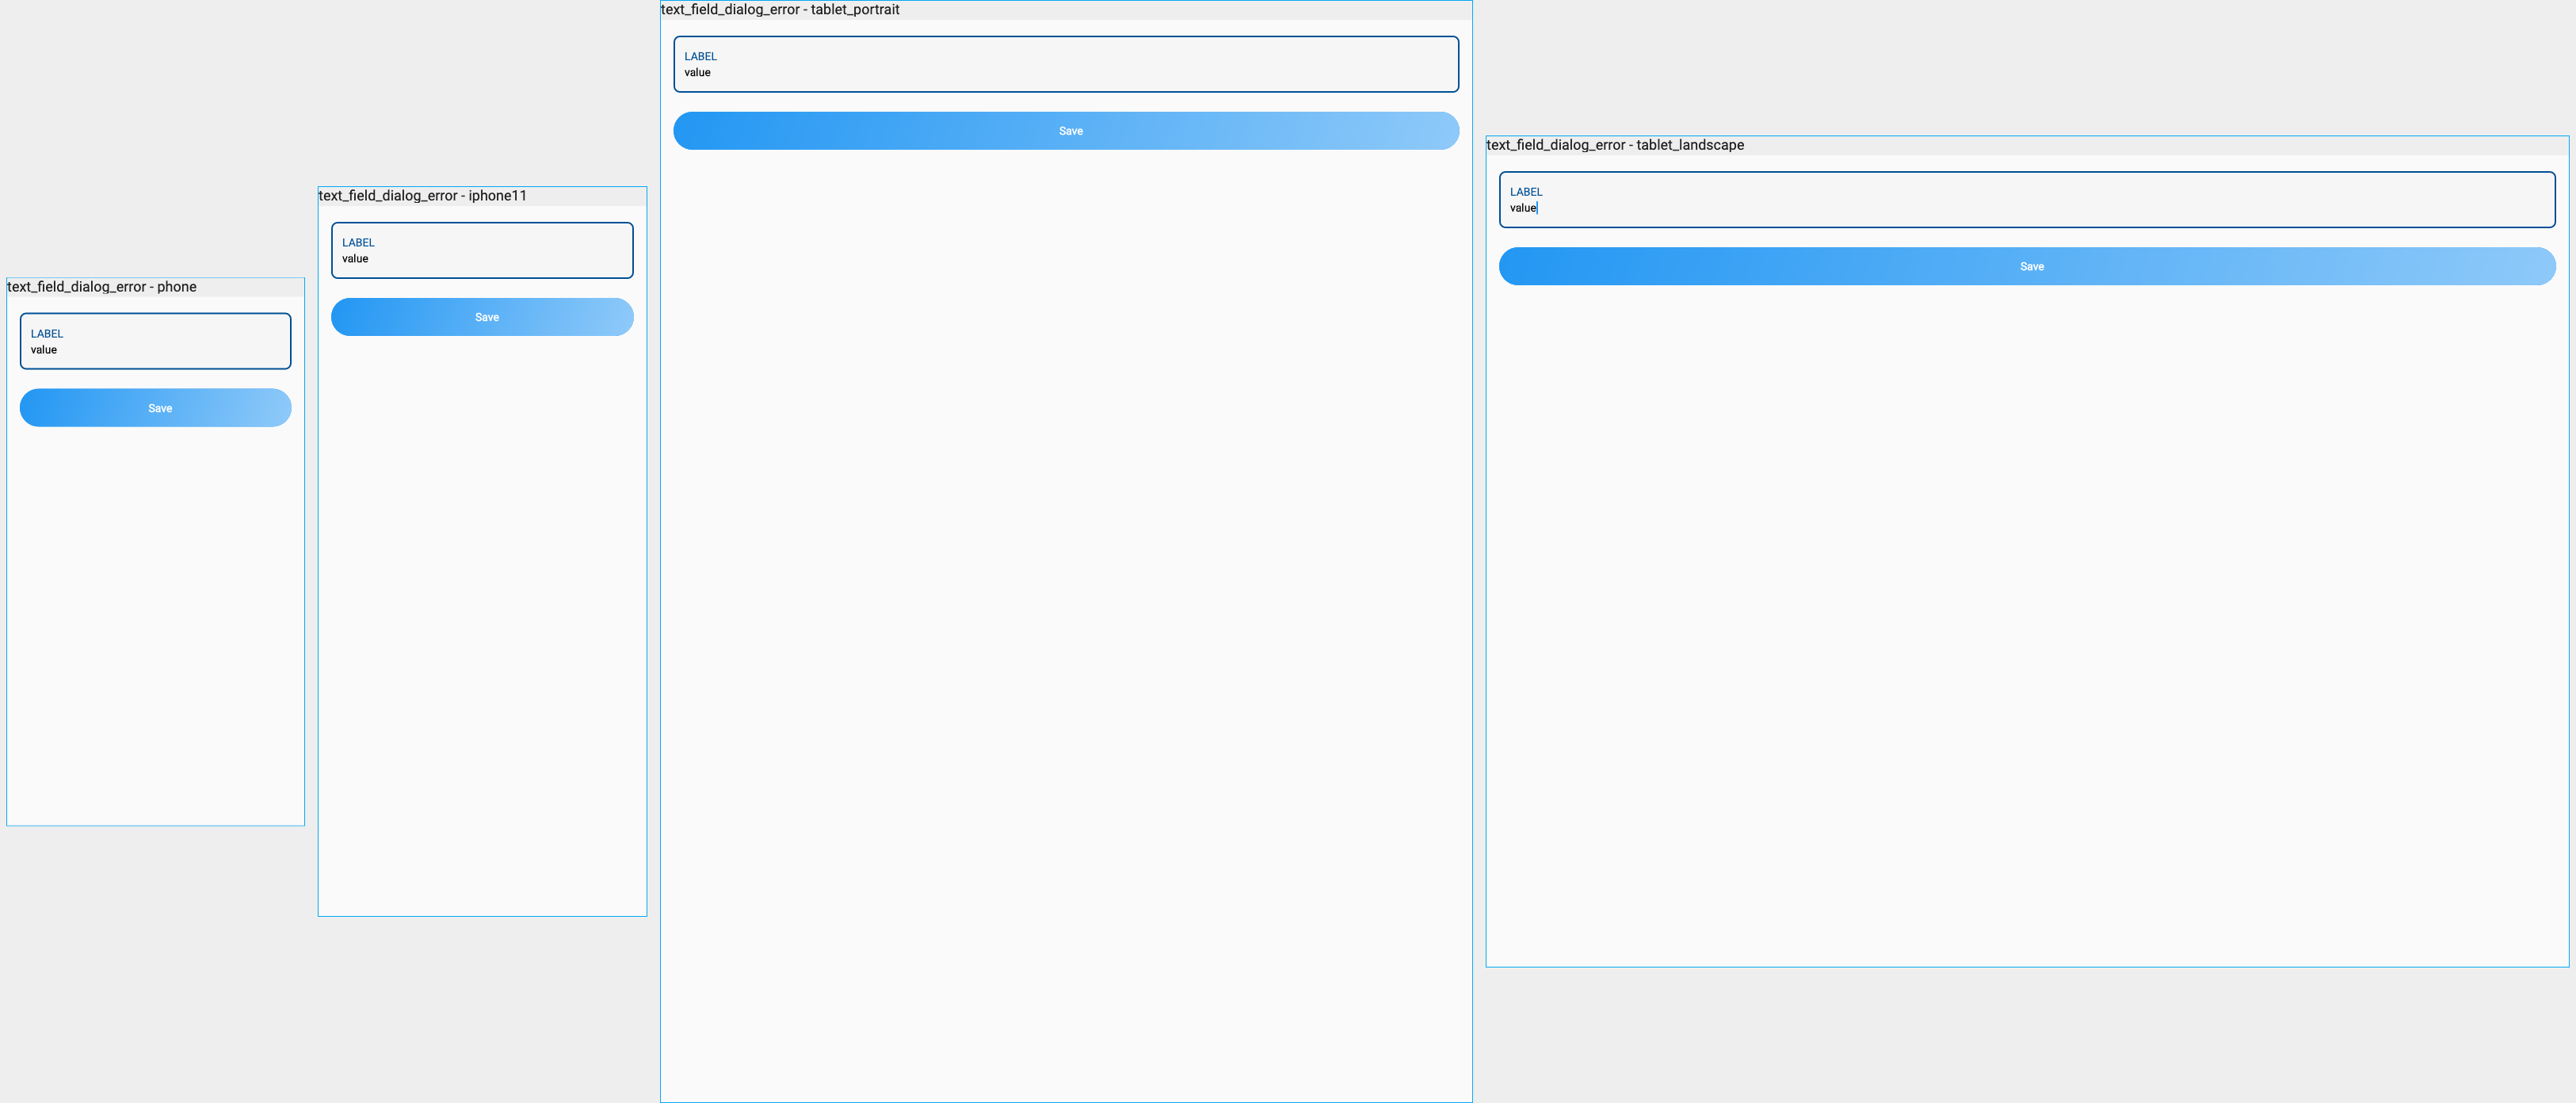 text_field_dialog_error - phone
LABEL
value
Save
text_field_dialog_error - iphone11
LABEL
value
Save
text_field_dialog_error - tablet_portrait
LABEL
value
Save
text_field_dialog_error - tablet_landscape
LABEL
value
Save